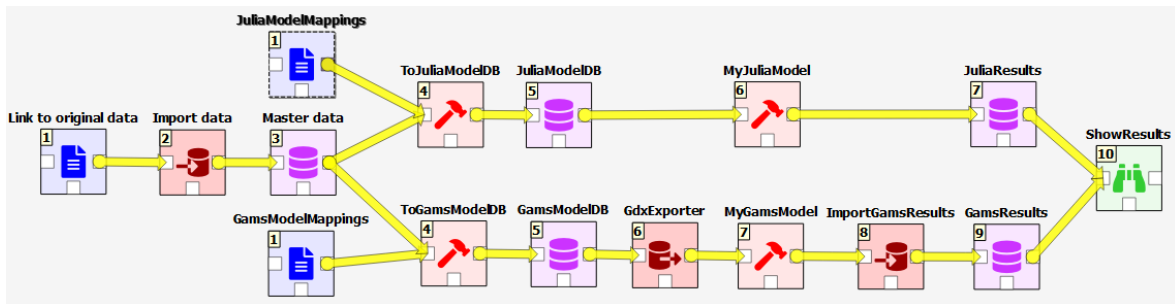 JuliaModelMappings
1
ToJuliaModelDB
4
JuliaModelDB
5
MyJuliaModel
6
JuliaResults
7
Link to original data
1
Import data
2
Master data
3
ShowResults
10
GamsModelMappings
1
ToGamsModelDB
4
GamsModelDB
5
GdxExporter
6
MyGamsModel
7
ImportGamsResults
8
GamsResults
9